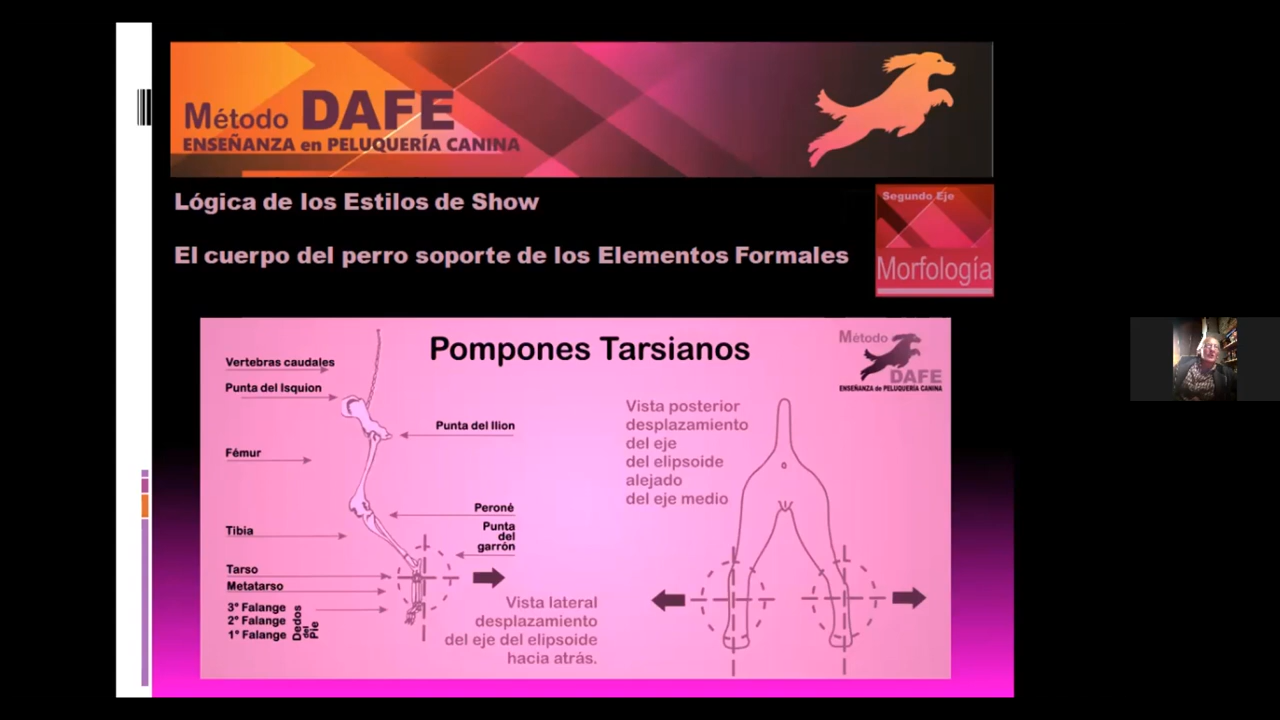 Método DAFE
ENSEÑANZA en PELUQUERÍA CANINA
Lógica de los Estilos de Show
Segundo Eje
Morfología
El cuerpo del perro soporte de los Elementos Formales
Pompones Tarsianos
Método
DAFE
ENSEÑANZA de PELUQUERÍA CANINA
Vertebras caudales
Punta del Isquion
Punta del Ilion
Fémur
Peroné
Punta
del
garrón
Tibia
Tarso
Metatarso
3º Falange
2º Falange
1º Falange
Dedos
del
Pie
Vista lateral
desplazamiento
del eje del elipsoide
hacia atrás.
Vista posterior
desplazamiento
del eje
del elipsoide
alejado
del eje medio